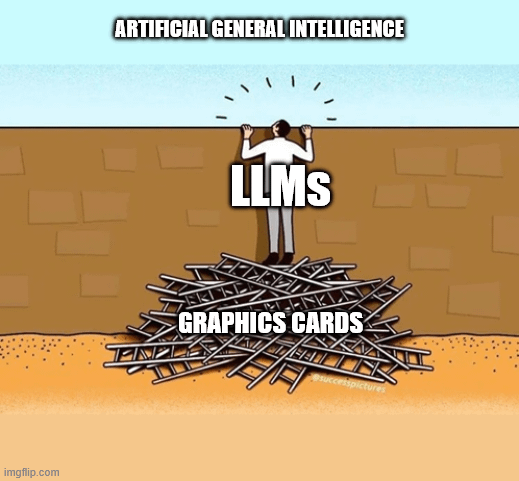 ARTIFICIAL GENERAL INTELLIGENCE
LLMs
GRAPHICS CARDS
@successpictures
imgflip.com